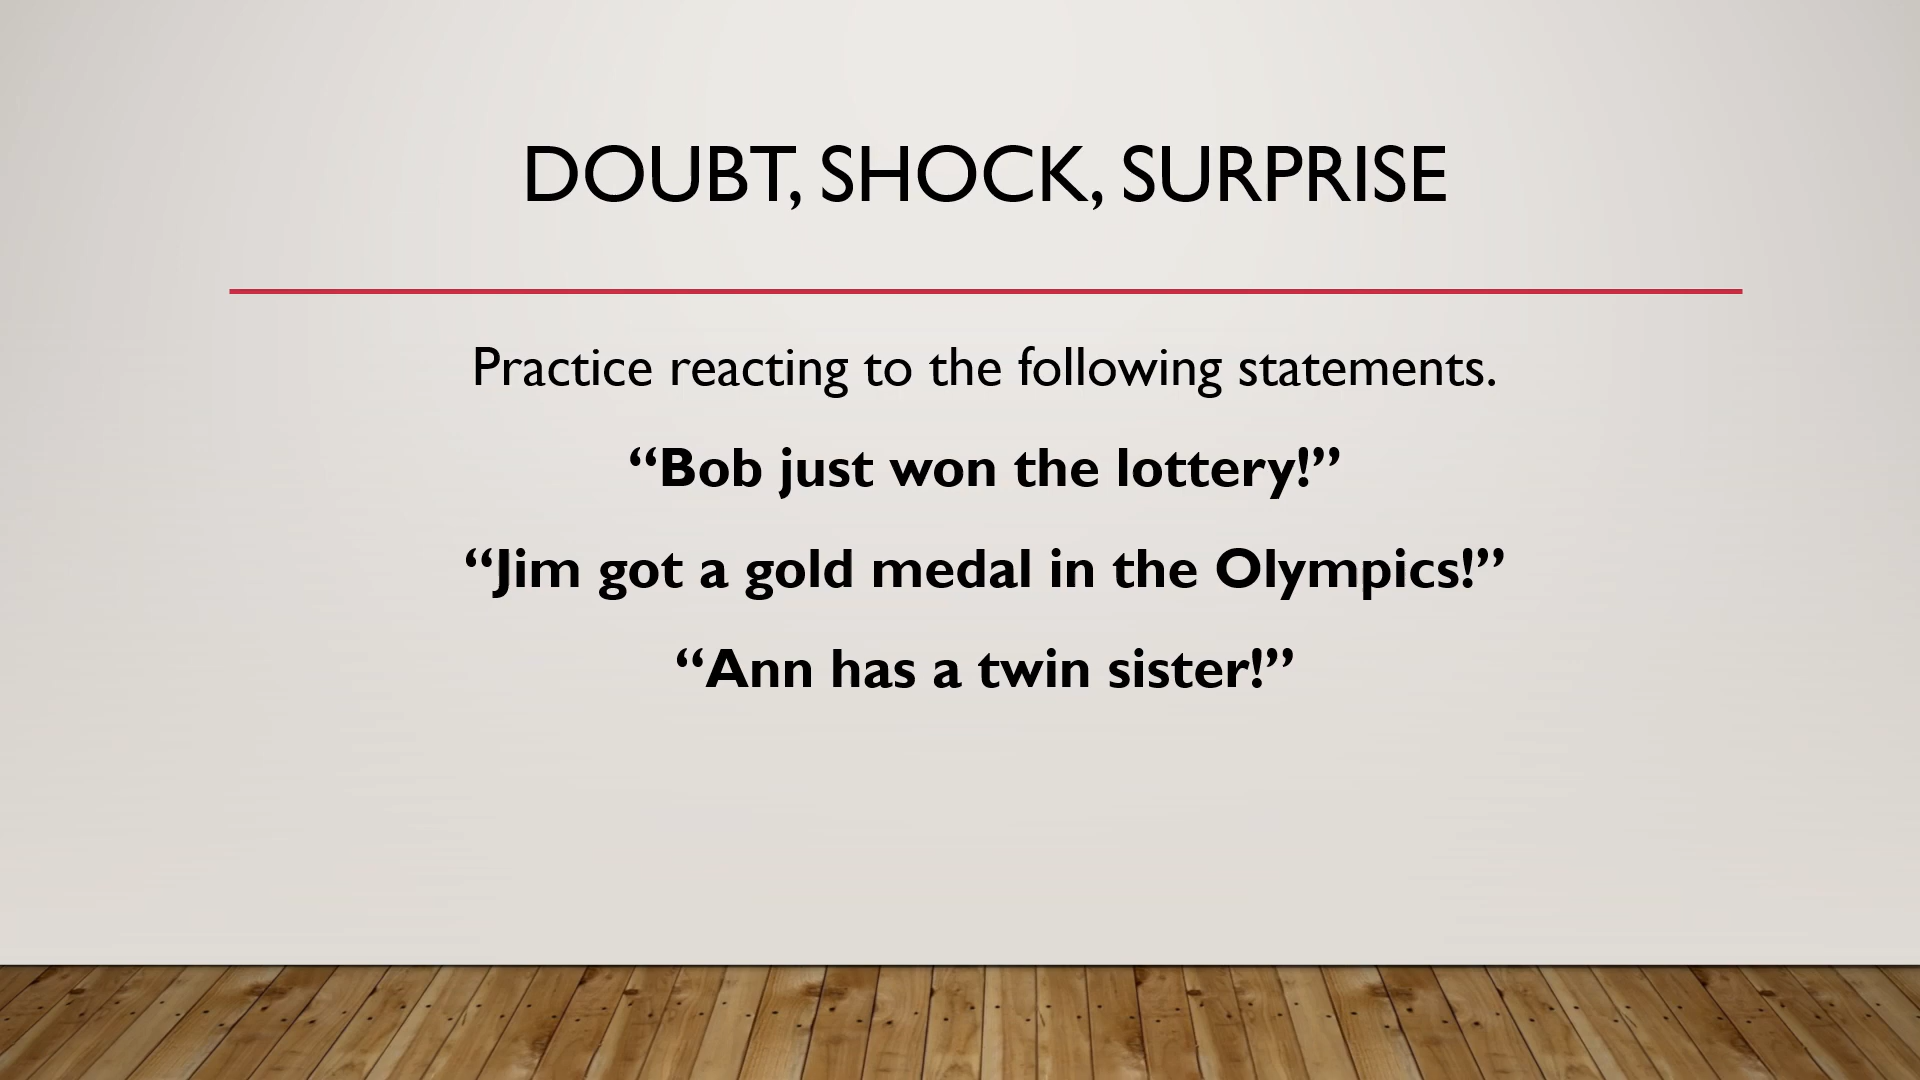 DOUBT, SHOCK, SURPRISE
Practice reacting to the following statements.
“Bob just won the lottery!”
“Jim got a gold medal in the Olympics!”
“Ann has a twin sister!”